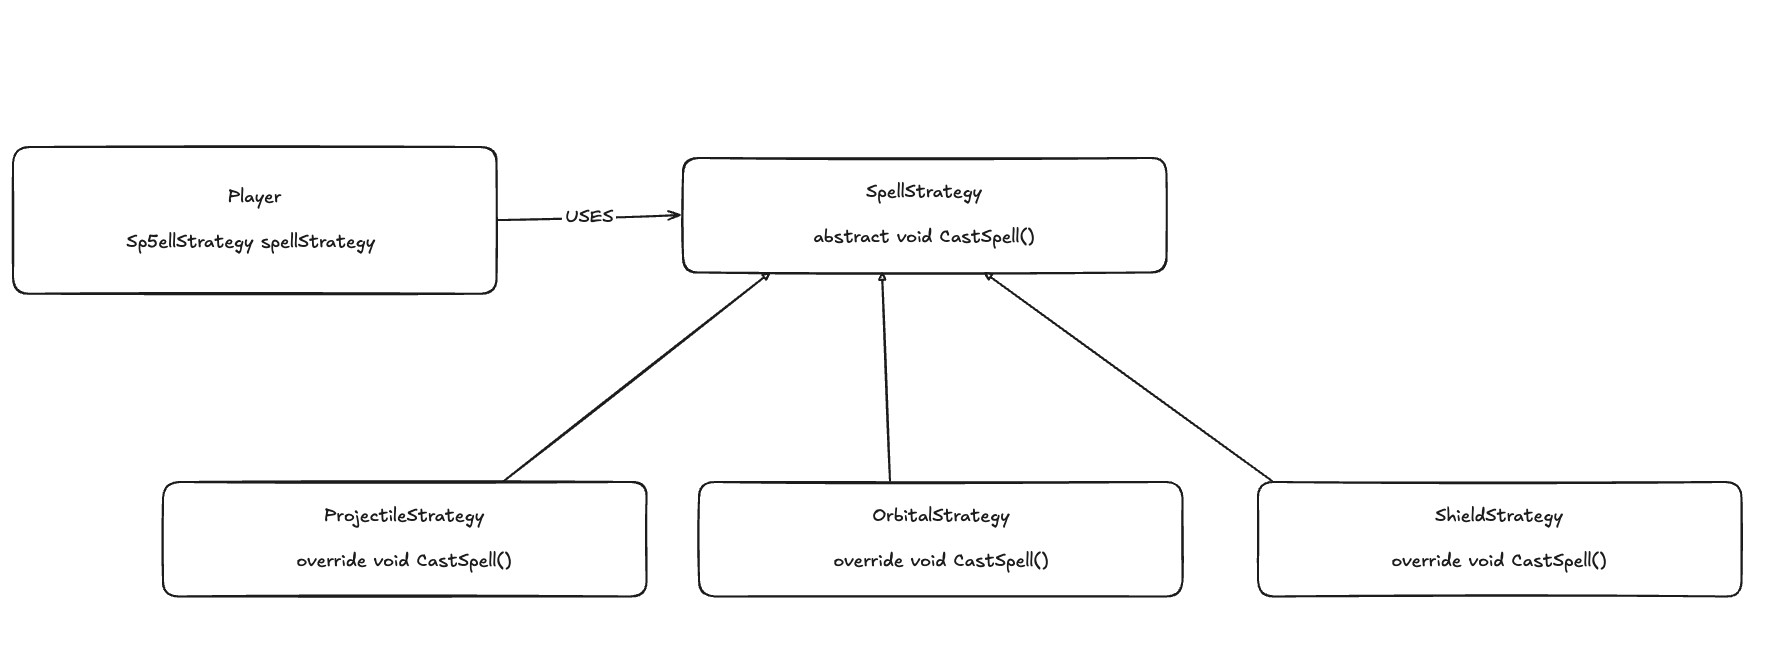 Player
Sp5ellStrategy spellStrategy
USES
SpellStrategy
abstract void CastSpell()
ProjectileStrategy
override void CastSpell()
OrbitalStrategy
override void CastSpell()
ShieldStrategy
override void CastSpell()